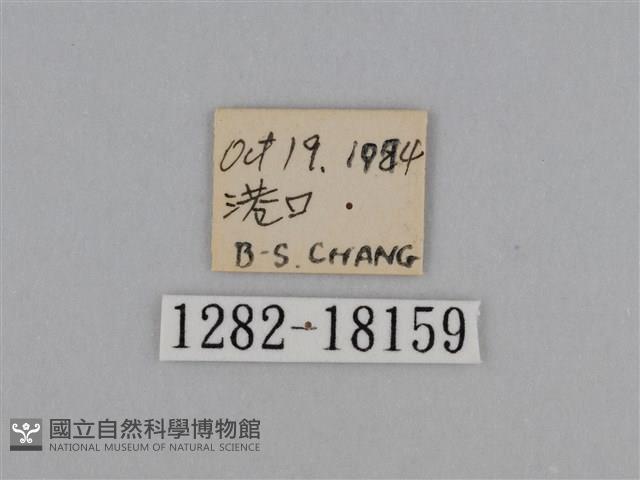 Oct 19. 1984
港口
B-S. CHANG
1282-18159
國立自然科學博物館
NATIONAL MUSEUM OF NATURAL SCIENCE